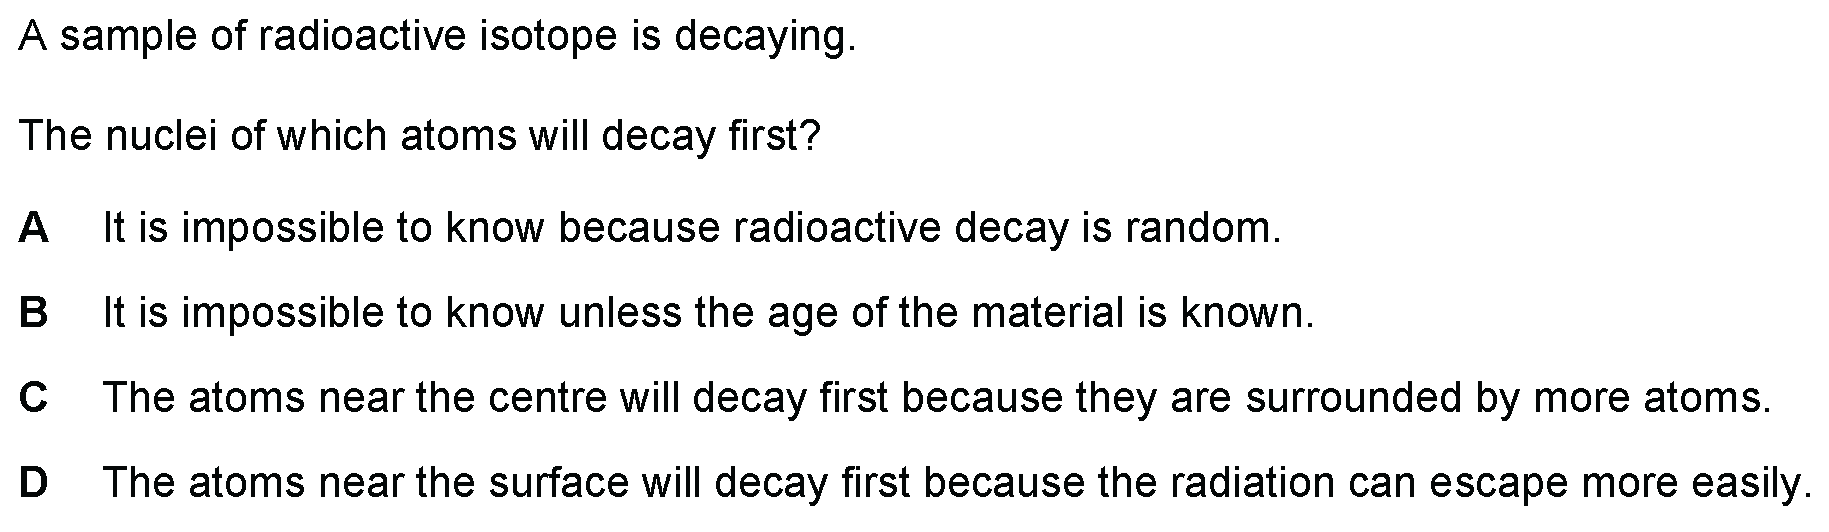 A sample of radioactive isotope is decaying.
The nuclei of which atoms will decay first?
A It is impossible to know because radioactive decay is random.
B It is impossible to know unless the age of the material is known.
C The atoms near the centre will decay first because they are surrounded by more atoms.
D The atoms near the surface will decay first because the radiation can escape more easily.